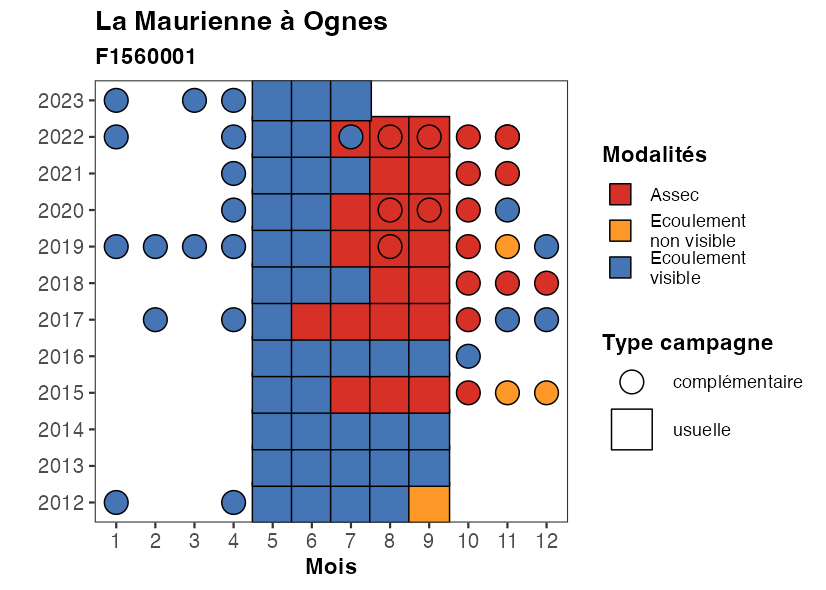 La Maurienne à Ognes
F1560001
2023
2022
2021
2020
2019
2018
2017
2016
2015
2014
2013
2012
1 2 3 4 5 6 7 8 9 10 11 12
Mois
Modalités
Assec
Ecoulement
non visible
Ecoulement
visible
Type campagne
complémentaire
usuelle